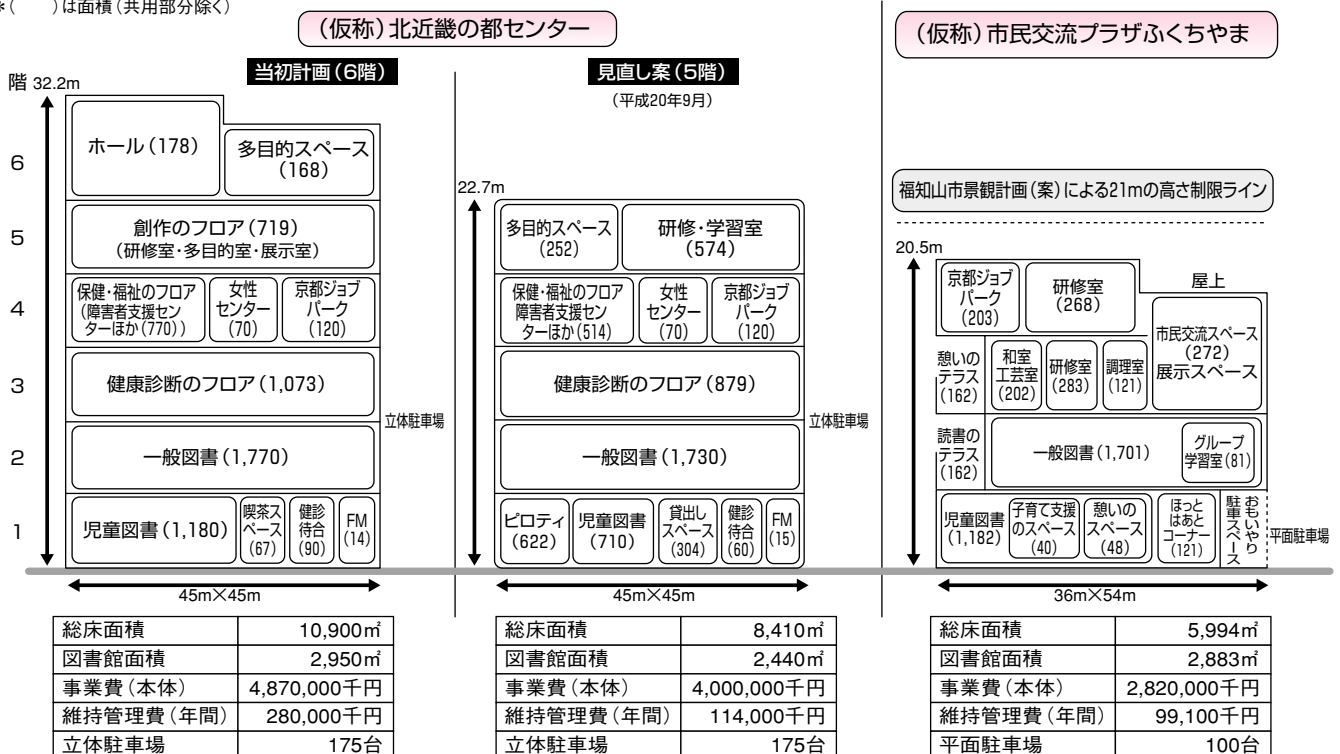 *（　　）は面積（共用部分除く）
（仮称）北近畿の都センター
（仮称）市民交流プラザふくちやま
当初計画（6階）
階
32.2m
6
5
4
3
2
1
ホール（178）
多目的スペース
（168）
創作のフロア（719）
（研修室・多目的室・展示室）
保健・福祉のフロア
（障害者支援セン
ターほか（770））
女性
センター
（70）
京都ジョブ
パーク
（120）
健康診断のフロア（1,073）
立体駐車場
一般図書（1,770）
児童図書（1,180）
喫茶ス
ペース
（67）
健診
待合
（90）
FM
（14）
45m×45m
総床面積 10,900㎡
図書館面積 2,950㎡
事業費（本体） 4,870,000千円
維持管理費（年間） 280,000千円
立体駐車場 175台
見直し案（5階）
（平成20年9月）
22.7m
多目的スペース
（252）
研修・学習室
（574）
保健・福祉のフロア
障害者支援セン
ターほか（514）
女性
センター
（70）
京都ジョブ
パーク
（120）
健康診断のフロア（879）
立体駐車場
一般図書（1,730）
ピロティ
（622）
児童図書
（710）
貸出し
スペース
（304）
健診
待合
（60）
FM
（15）
45m×45m
総床面積 8,410㎡
図書館面積 2,440㎡
事業費（本体） 4,000,000千円
維持管理費（年間） 114,000千円
立体駐車場 175台
福知山市景観計画（案）による21mの高さ制限ライン
20.5m
京都ジョブ
パーク
（203）
研修室
（268）
屋上
市民交流スペース
（272）
展示スペース
憩いの
テラス
（162）
和室
工芸室
（202）
研修室
（283）
調理室
（121）
読書の
テラス
（162）
一般図書（1,701）
グループ
学習室（81）
児童図書
（1,182）
子育て支援
のスペース
（40）
憩いの
スペース
（48）
ほっと
はあと
コーナー
（121）
おもいやり
駐車スペース
平面駐車場
36m×54m
総床面積 5,994㎡
図書館面積 2,883㎡
事業費（本体） 2,820,000千円
維持管理費（年間） 99,100千円
平面駐車場 100台